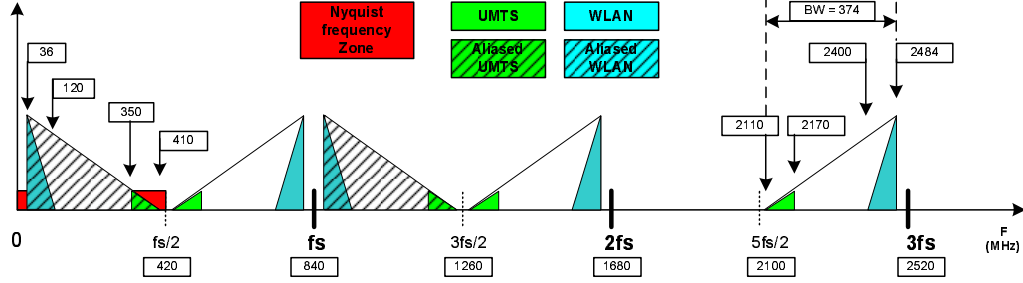 Nyquist
frequency
Zone
UMTS
WLAN
Aliased
UMTS
Aliased
WLAN
BW = 374
36
120
350
410
2400
2484
2110
2170
0
fs/2
fs
3fs/2
2fs
5fs/2
3fs
F
(MHz)
420
840
1260
1680
2100
2520